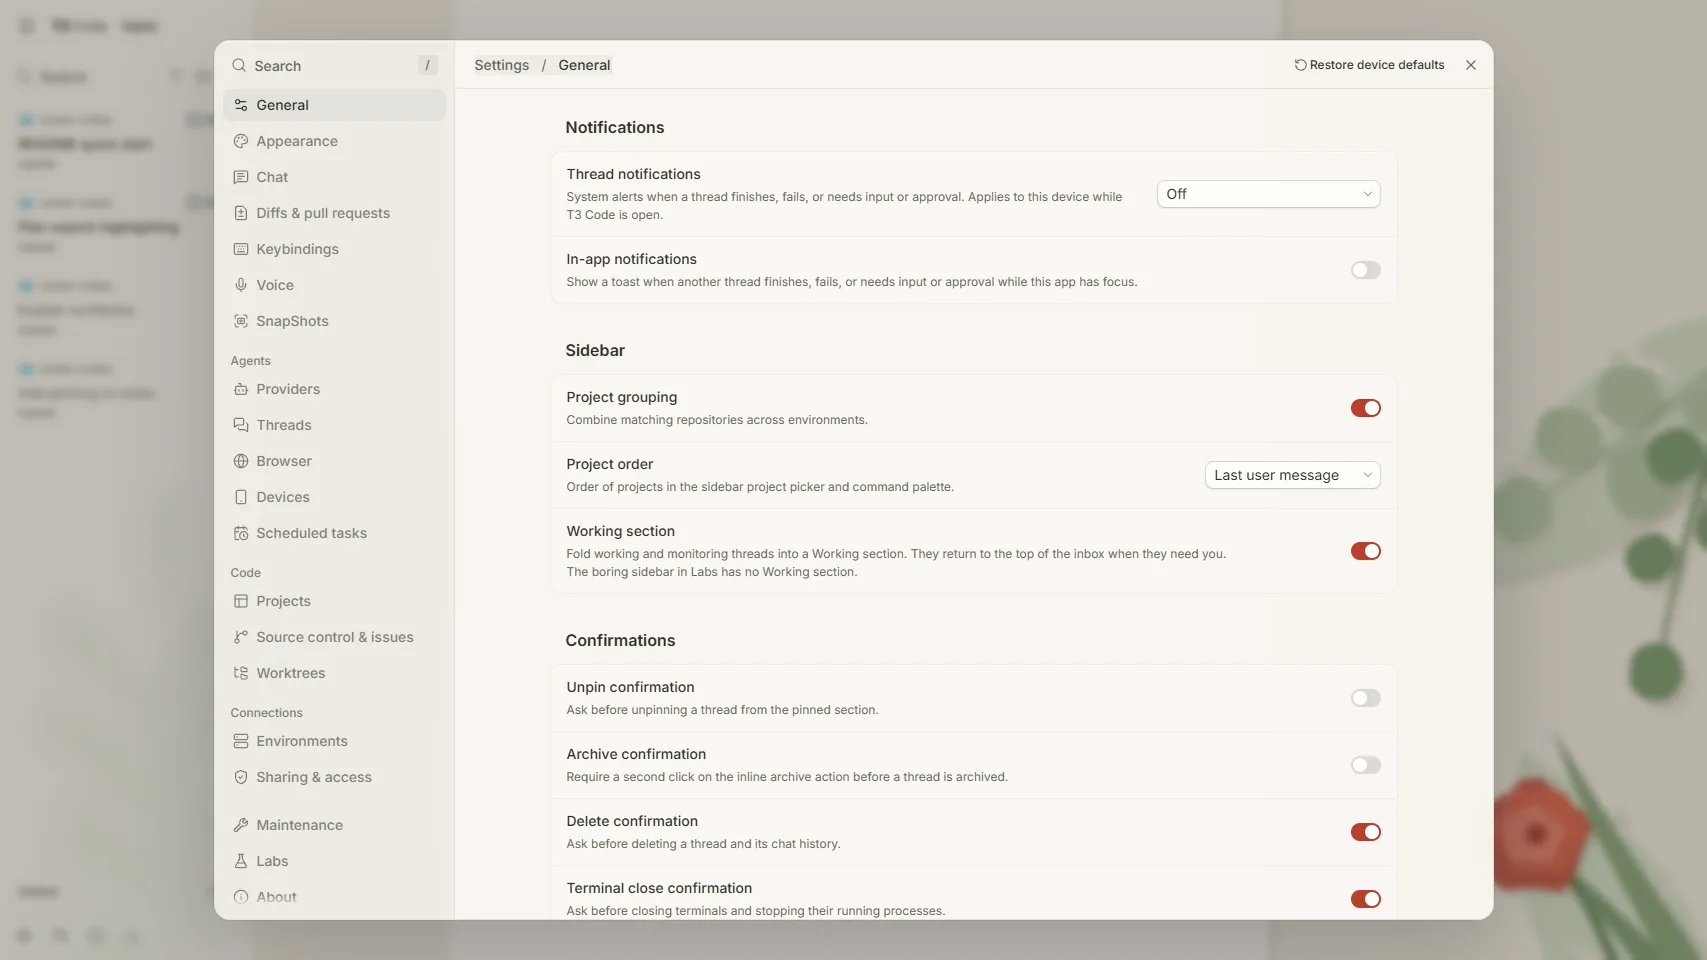 Search /
General
Appearance
Chat
Diffs & pull requests
Keybindings
Voice
SnapShots
Agents
Providers
Threads
Browser
Devices
Scheduled tasks
Code
Projects
Source control & issues
Worktrees
Connections
Environments
Sharing & access
Maintenance
Labs
About
Settings / General
Restore device defaults
Notifications
Thread notifications
System alerts when a thread finishes, fails, or needs input or approval. Applies to this device while
T3 Code is open.
Off
In-app notifications
Show a toast when another thread finishes, fails, or needs input or approval while this app has focus.
Sidebar
Project grouping
Combine matching repositories across environments.
Project order
Order of projects in the sidebar project picker and command palette.
Last user message
Working section
Fold working and monitoring threads into a Working section. They return to the top of the inbox when they need you.
The boring sidebar in Labs has no Working section.
Confirmations
Unpin confirmation
Ask before unpinning a thread from the pinned section.
Archive confirmation
Require a second click on the inline archive action before a thread is archived.
Delete confirmation
Ask before deleting a thread and its chat history.
Terminal close confirmation
Ask before closing terminals and stopping their running processes.